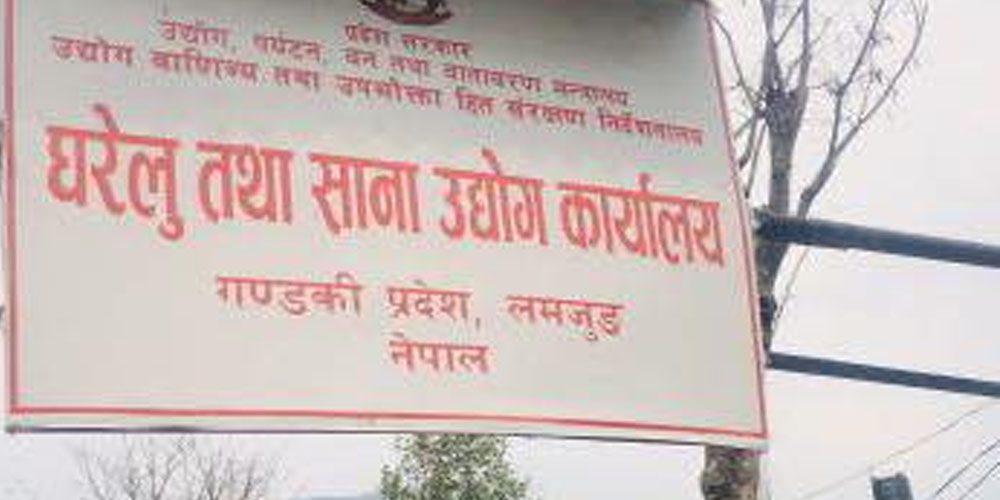 प्रदेश सरकार
उद्योग, पर्यटन, वन तथा वातावरण मन्त्रालय
उद्योग वाणिज्य तथा उपभोक्ता हित संरक्षण निर्देशनालय
घरेलु तथा साना उद्योग कार्यालय
गण्डकी प्रदेश, लमजुङ
नेपाल